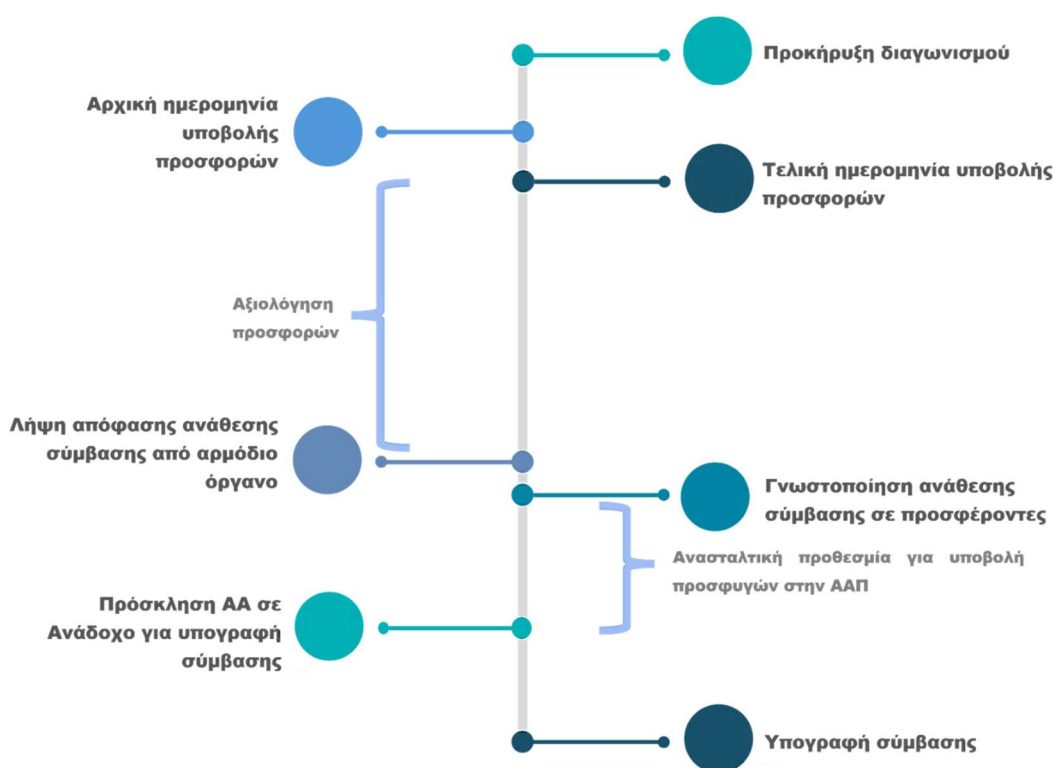 Προκήρυξη διαγωνισμού
Αρχική ημερομηνία
υποβολής
προσφορών
Τελική ημερομηνία υποβολής
προσφορών
Αξιολόγηση
προσφορών
Λήψη απόφασης ανάθεσης
σύμβασης από αρμόδιο
όργανο
Γνωστοποίηση ανάθεσης
σύμβασης σε προσφέροντες
Ανασταλτική προθεσμία για υποβολή
προσφυγών στην ΑΑΠ
Πρόσκληση ΑΑ σε
Ανάδοχο για υπογραφή
σύμβασης
Υπογραφή σύμβασης